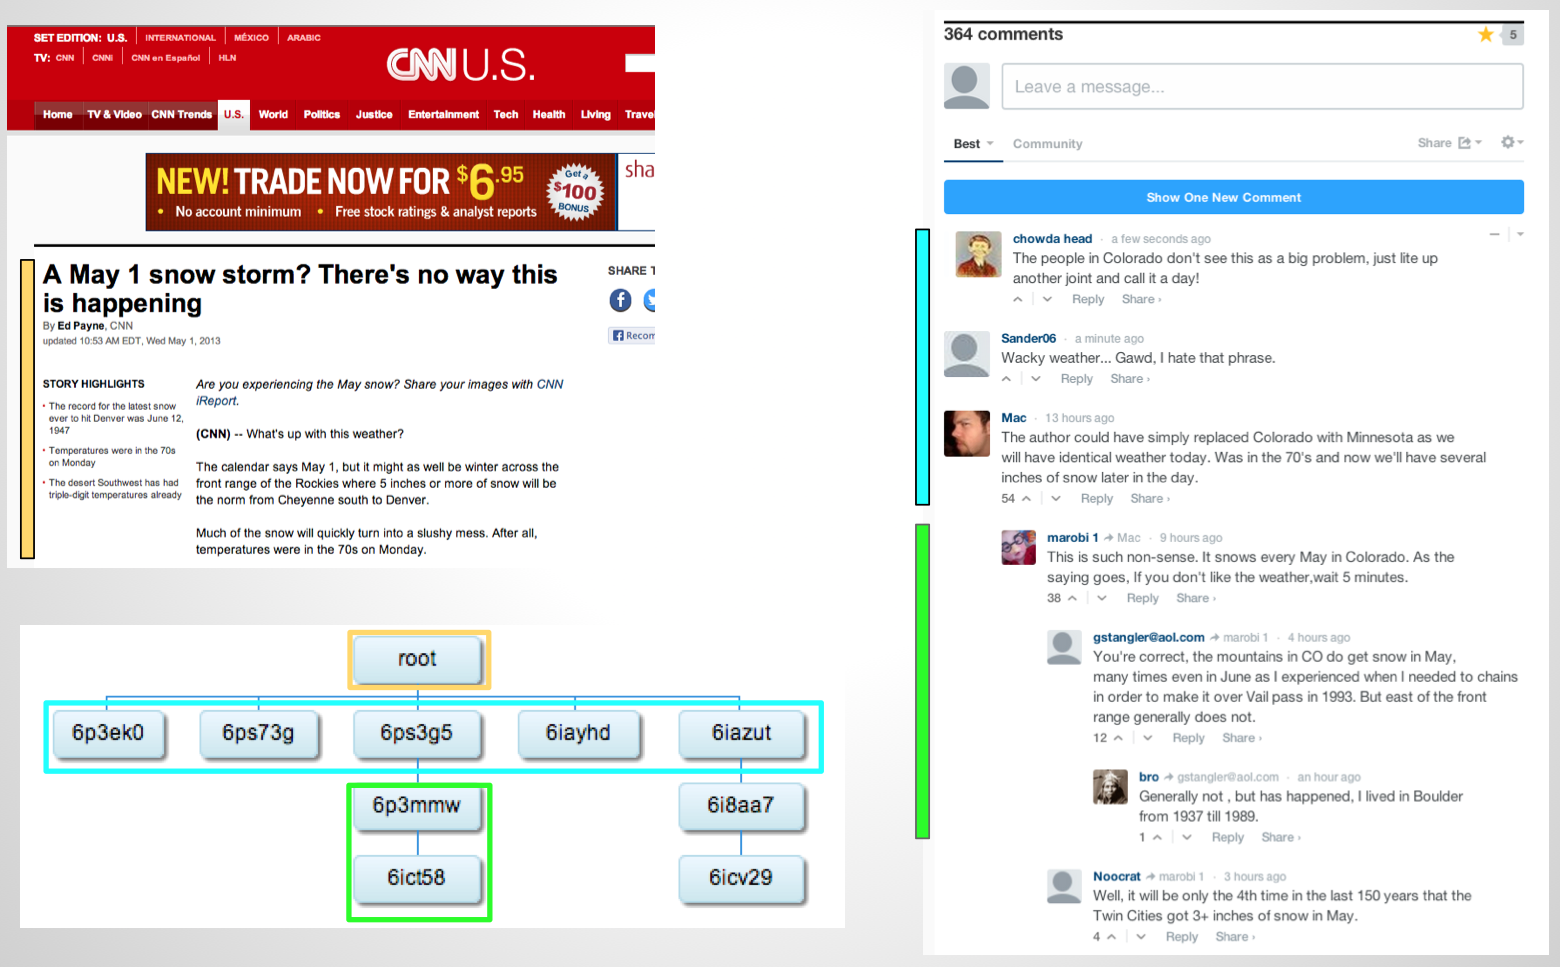 SET EDITION: U.S. INTERNATIONAL MÉXICO ARABIC
TV: CNN CNNi CNN en Español HLN
CNN U.S.
Home TV & Video CNN Trends U.S. World Politics Justice Entertainment Tech Health Living Travel
NEW! TRADE NOW FOR $6.95
• No account minimum • Free stock ratings & analyst reports
Get a
$100
BONUS
sha
A May 1 snow storm? There's no way this
is happening
By Ed Payne, CNN
updated 10:53 AM EDT, Wed May 1, 2013
SHARE T
Recom
STORY HIGHLIGHTS
• The record for the latest snow
ever to hit Denver was June 12,
1947
• Temperatures were in the 70s
on Monday
• The desert Southwest has had
triple-digit temperatures already
Are you experiencing the May snow? Share your images with CNN
iReport.
(CNN) -- What's up with this weather?
The calendar says May 1, but it might as well be winter across the
front range of the Rockies where 5 inches or more of snow will be
the norm from Cheyenne south to Denver.
Much of the snow will quickly turn into a slushy mess. After all,
temperatures were in the 70s on Monday.
root
6p3ek0 6ps73g 6ps3g5 6iayhd 6iazut
6p3mmw 6i8aa7
6ict58 6icv29
364 comments
5
Leave a message...
Best Community Share
Show One New Comment
chowda head · a few seconds ago
The people in Colorado don't see this as a big problem, just lite up
another joint and call it a day!
Reply Share ›
Sander06 · a minute ago
Wacky weather... Gawd, I hate that phrase.
Reply Share ›
Mac · 13 hours ago
The author could have simply replaced Colorado with Minnesota as we
will have identical weather today. Was in the 70's and now we'll have several
inches of snow later in the day.
54 Reply Share ›
marobi 1 Mac · 9 hours ago
This is such non-sense. It snows every May in Colorado. As the
saying goes, If you don't like the weather,wait 5 minutes.
38 Reply Share ›
gstangler@aol.com marobi 1 · 4 hours ago
You're correct, the mountains in CO do get snow in May,
many times even in June as I experienced when I needed to chains
in order to make it over Vail pass in 1993. But east of the front
range generally does not.
12 Reply Share ›
bro gstangler@aol.com · an hour ago
Generally not , but has happened, I lived in Boulder
from 1937 till 1989.
1 Reply Share ›
Noocrat marobi 1 · 3 hours ago
Well, it will be only the 4th time in the last 150 years that the
Twin Cities got 3+ inches of snow in May.
4 Reply Share ›